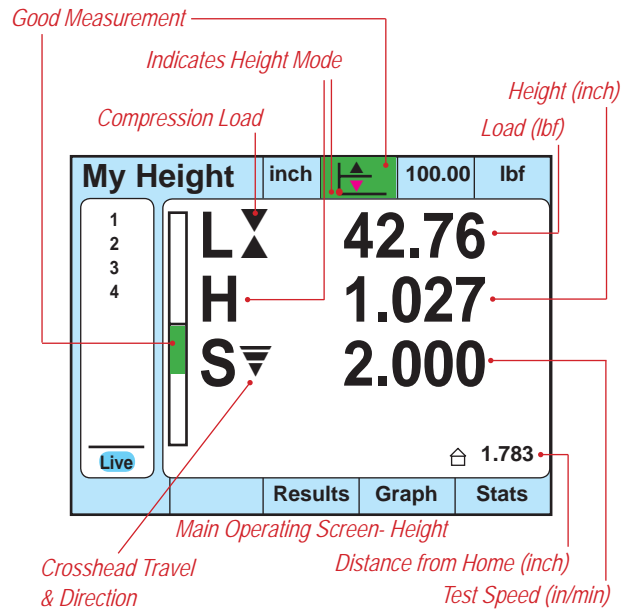 Good Measurement
Indicates Height Mode
Height (inch)
Compression Load
Load (lbf)
My Height inch 100.00 lbf
1
2
3
4
L 42.76
H 1.027
S 2.000
Live
1.783
Results Graph Stats
Main Operating Screen- Height
Crosshead Travel
& Direction
Distance from Home (inch)
Test Speed (in/min)